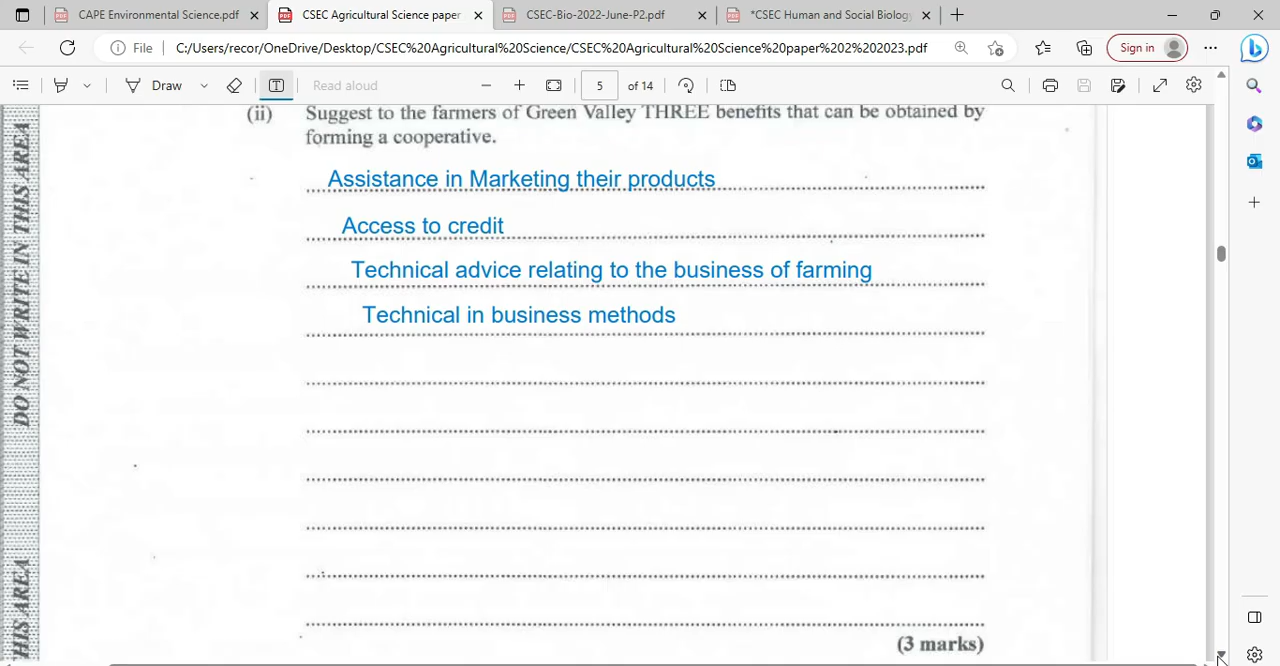 CAPE Environmental Science.pdf
CSEC Agricultural Science paper
CSEC-Bio-2022-June-P2.pdf
*CSEC Human and Social Biology
File
C:/Users/recor/OneDrive/Desktop/CSEC%20Agricultural%20Science/CSEC%20Agricultural%20Science%20paper%202%202023.pdf
Sign in
Draw
Read aloud
5 of 14
(ii) Suggest to the farmers of Green Valley THREE benefits that can be obtained by
forming a cooperative.
Assistance in Marketing their products
Access to credit
Technical advice relating to the business of farming
Technical in business methods
(3 marks)
DO NOT WRITE IN THIS AREA
HIS AREA